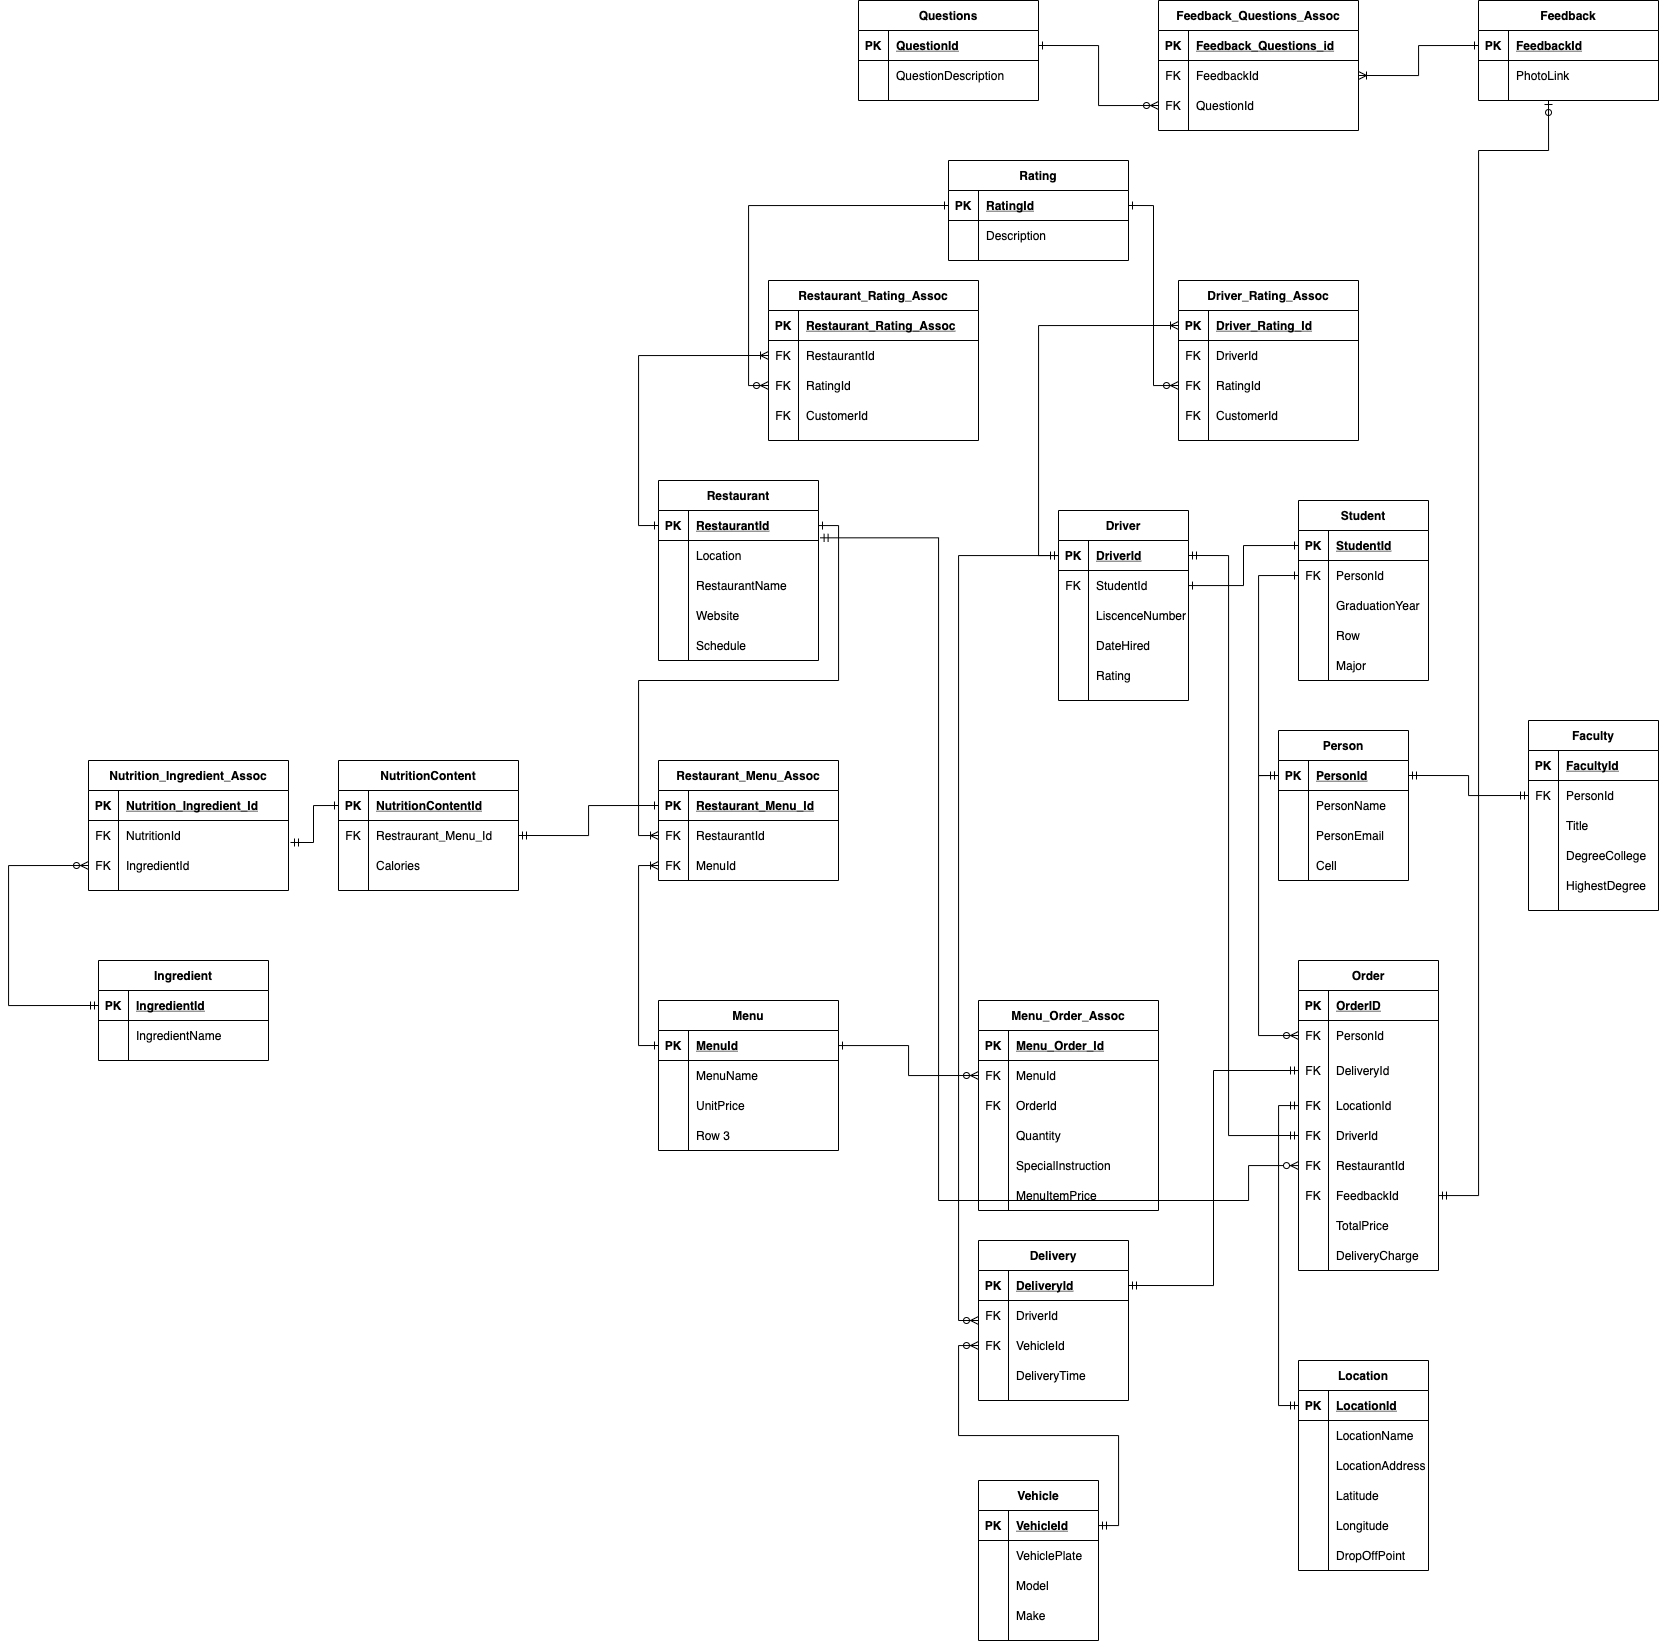 Questions
PK QuestionId
QuestionDescription
Feedback_Questions_Assoc
PK Feedback_Questions_id
FK FeedbackId
FK QuestionId
Feedback
PK FeedbackId
PhotoLink
Rating
PK RatingId
Description
Restaurant_Rating_Assoc
PK Restaurant_Rating_Assoc
FK RestaurantId
FK RatingId
FK CustomerId
Driver_Rating_Assoc
PK Driver_Rating_Id
FK DriverId
FK RatingId
FK CustomerId
Restaurant
PK RestaurantId
Location
RestaurantName
Website
Schedule
Driver
PK DriverId
FK StudentId
LiscenceNumber
DateHired
Rating
Student
PK StudentId
FK PersonId
GraduationYear
Row
Major
Nutrition_Ingredient_Assoc
PK Nutrition_Ingredient_Id
FK NutritionId
FK IngredientId
NutritionContent
PK NutritionContentId
FK Restraurant_Menu_Id
Calories
Restaurant_Menu_Assoc
PK Restaurant_Menu_Id
FK RestaurantId
FK MenuId
Person
PK PersonId
PersonName
PersonEmail
Cell
Faculty
PK FacultyId
FK PersonId
Title
DegreeCollege
HighestDegree
Ingredient
PK IngredientId
IngredientName
Menu
PK MenuId
MenuName
UnitPrice
Row 3
Menu_Order_Assoc
PK Menu_Order_Id
FK MenuId
FK OrderId
Quantity
SpecialInstruction
MenuItemPrice
Order
PK OrderID
FK PersonId
FK DeliveryId
FK LocationId
FK DriverId
FK RestaurantId
FK FeedbackId
TotalPrice
DeliveryCharge
Delivery
PK DeliveryId
FK DriverId
FK VehicleId
DeliveryTime
Location
PK LocationId
LocationName
LocationAddress
Latitude
Longitude
DropOffPoint
Vehicle
PK VehicleId
VehiclePlate
Model
Make